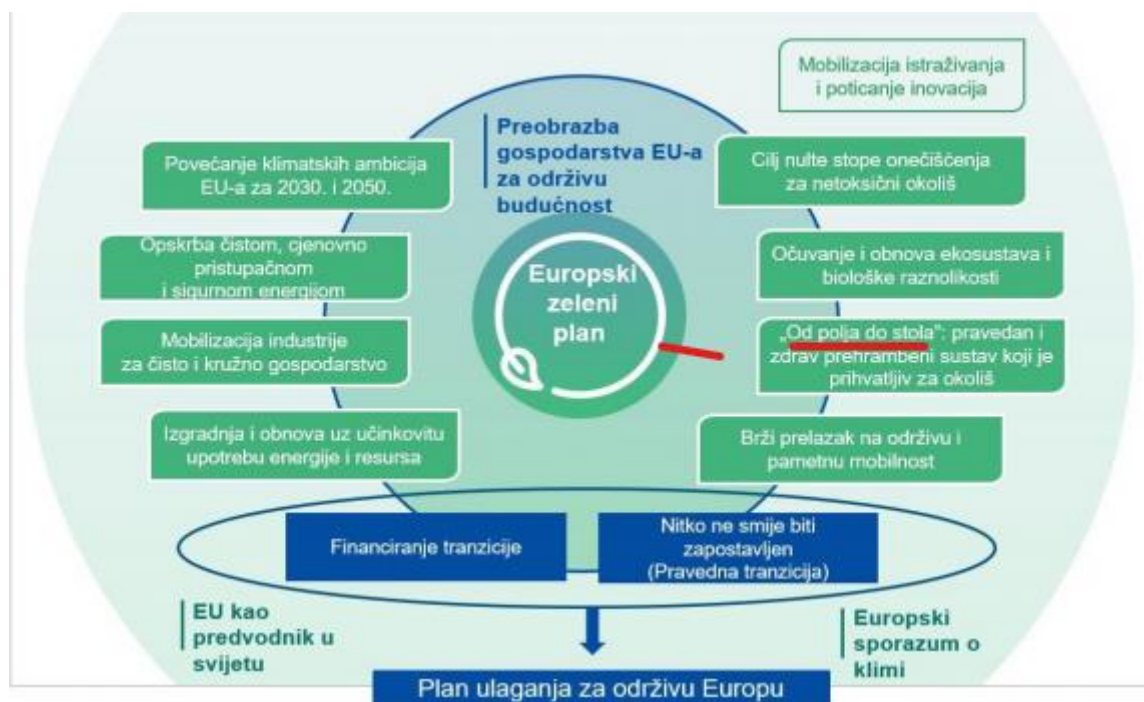 Mobilizacija istraživanja
i poticanje inovacija
Preobrazba
gospodarstva EU-a
za održivu
budućnost
Povećanje klimatskih ambicija
EU-a za 2030. i 2050.
Cilj nulte stope onečišćenja
za netoksični okoliš
Opskrba čistom, cjenovno
pristupačnom
i sigurnom energijom
Europski
zeleni
plan
Očuvanje i obnova ekosustava i
biološke raznolikosti
Mobilizacija industrije
za čisto i kružno gospodarstvo
„Od polja do stola”: pravedan i
zdrav prehrambeni sustav koji je
prihvatljiv za okoliš
Izgradnja i obnova uz učinkovitu
upotrebu energije i resursa
Brži prelazak na održivu i
pametnu mobilnost
Financiranje tranzicije
Nitko ne smije biti
zapostavljen
(Pravedna tranzicija)
EU kao
predvodnik u
svijetu
Europski
sporazum o
klimi
Plan ulaganja za održivu Europu